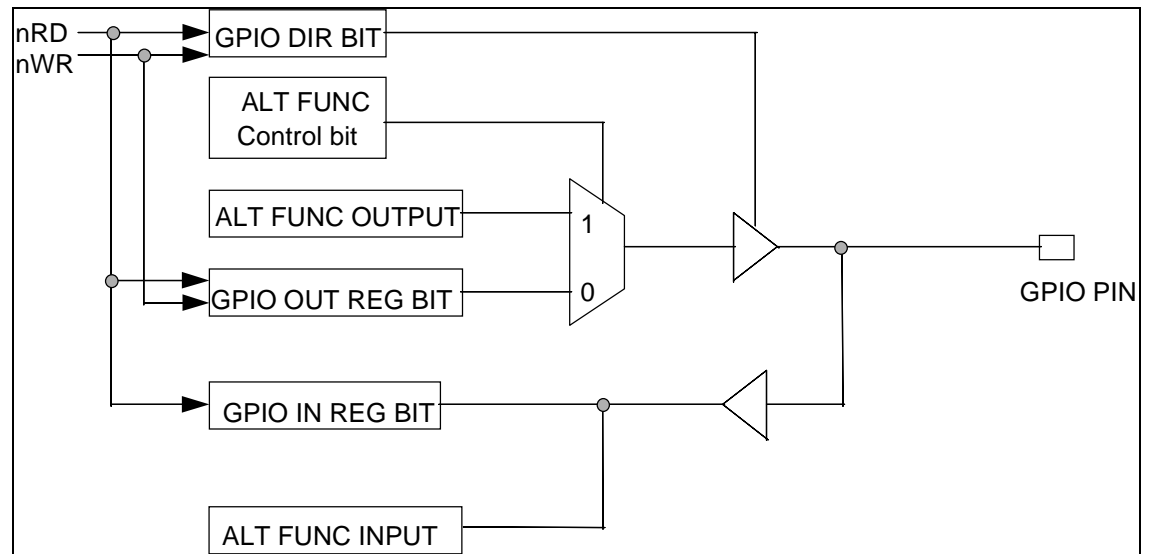 nRD
nWR
GPIO DIR BIT
ALT FUNC
Control bit
ALT FUNC OUTPUT
1
GPIO OUT REG BIT
0
GPIO PIN
GPIO IN REG BIT
ALT FUNC INPUT